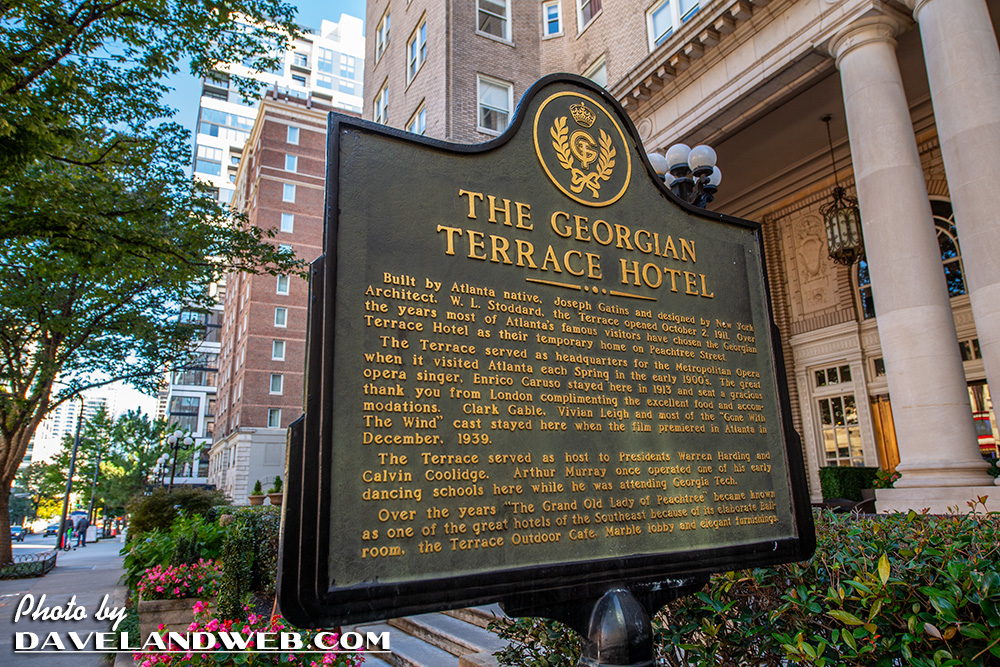 GT
THE GEORGIAN
TERRACE HOTEL
Built by Atlanta native, Joseph Gatins and designed by New York
Architect, W. L. Stoddard, the Terrace opened October 2, 1911. Over
the years most of Atlanta's famous visitors have chosen the Georgian
Terrace Hotel as their temporary home on Peachtree Street.
The Terrace served as headquarters for the Metropolitan Opera
when it visited Atlanta each Spring in the early 1900's. The great
opera singer, Enrico Caruso stayed here in 1913 and sent a gracious
thank you from London complimenting the excellent food and accom-
modations. Clark Gable, Vivian Leigh and most of the "Gone With
The Wind" cast stayed here when the film premiered in Atlanta in
December, 1939.
The Terrace served as host to Presidents Warren Harding and
Calvin Coolidge. Arthur Murray once operated one of his early
dancing schools here while he was attending Georgia Tech.
Over the years "The Grand Old Lady of Peachtree" became known
as one of the great hotels of the Southeast because of its elaborate Ball-
room, the Terrace Outdoor Cafe, Marble lobby and elegant furnishings.
Photo by
DAVELANDWEB.COM